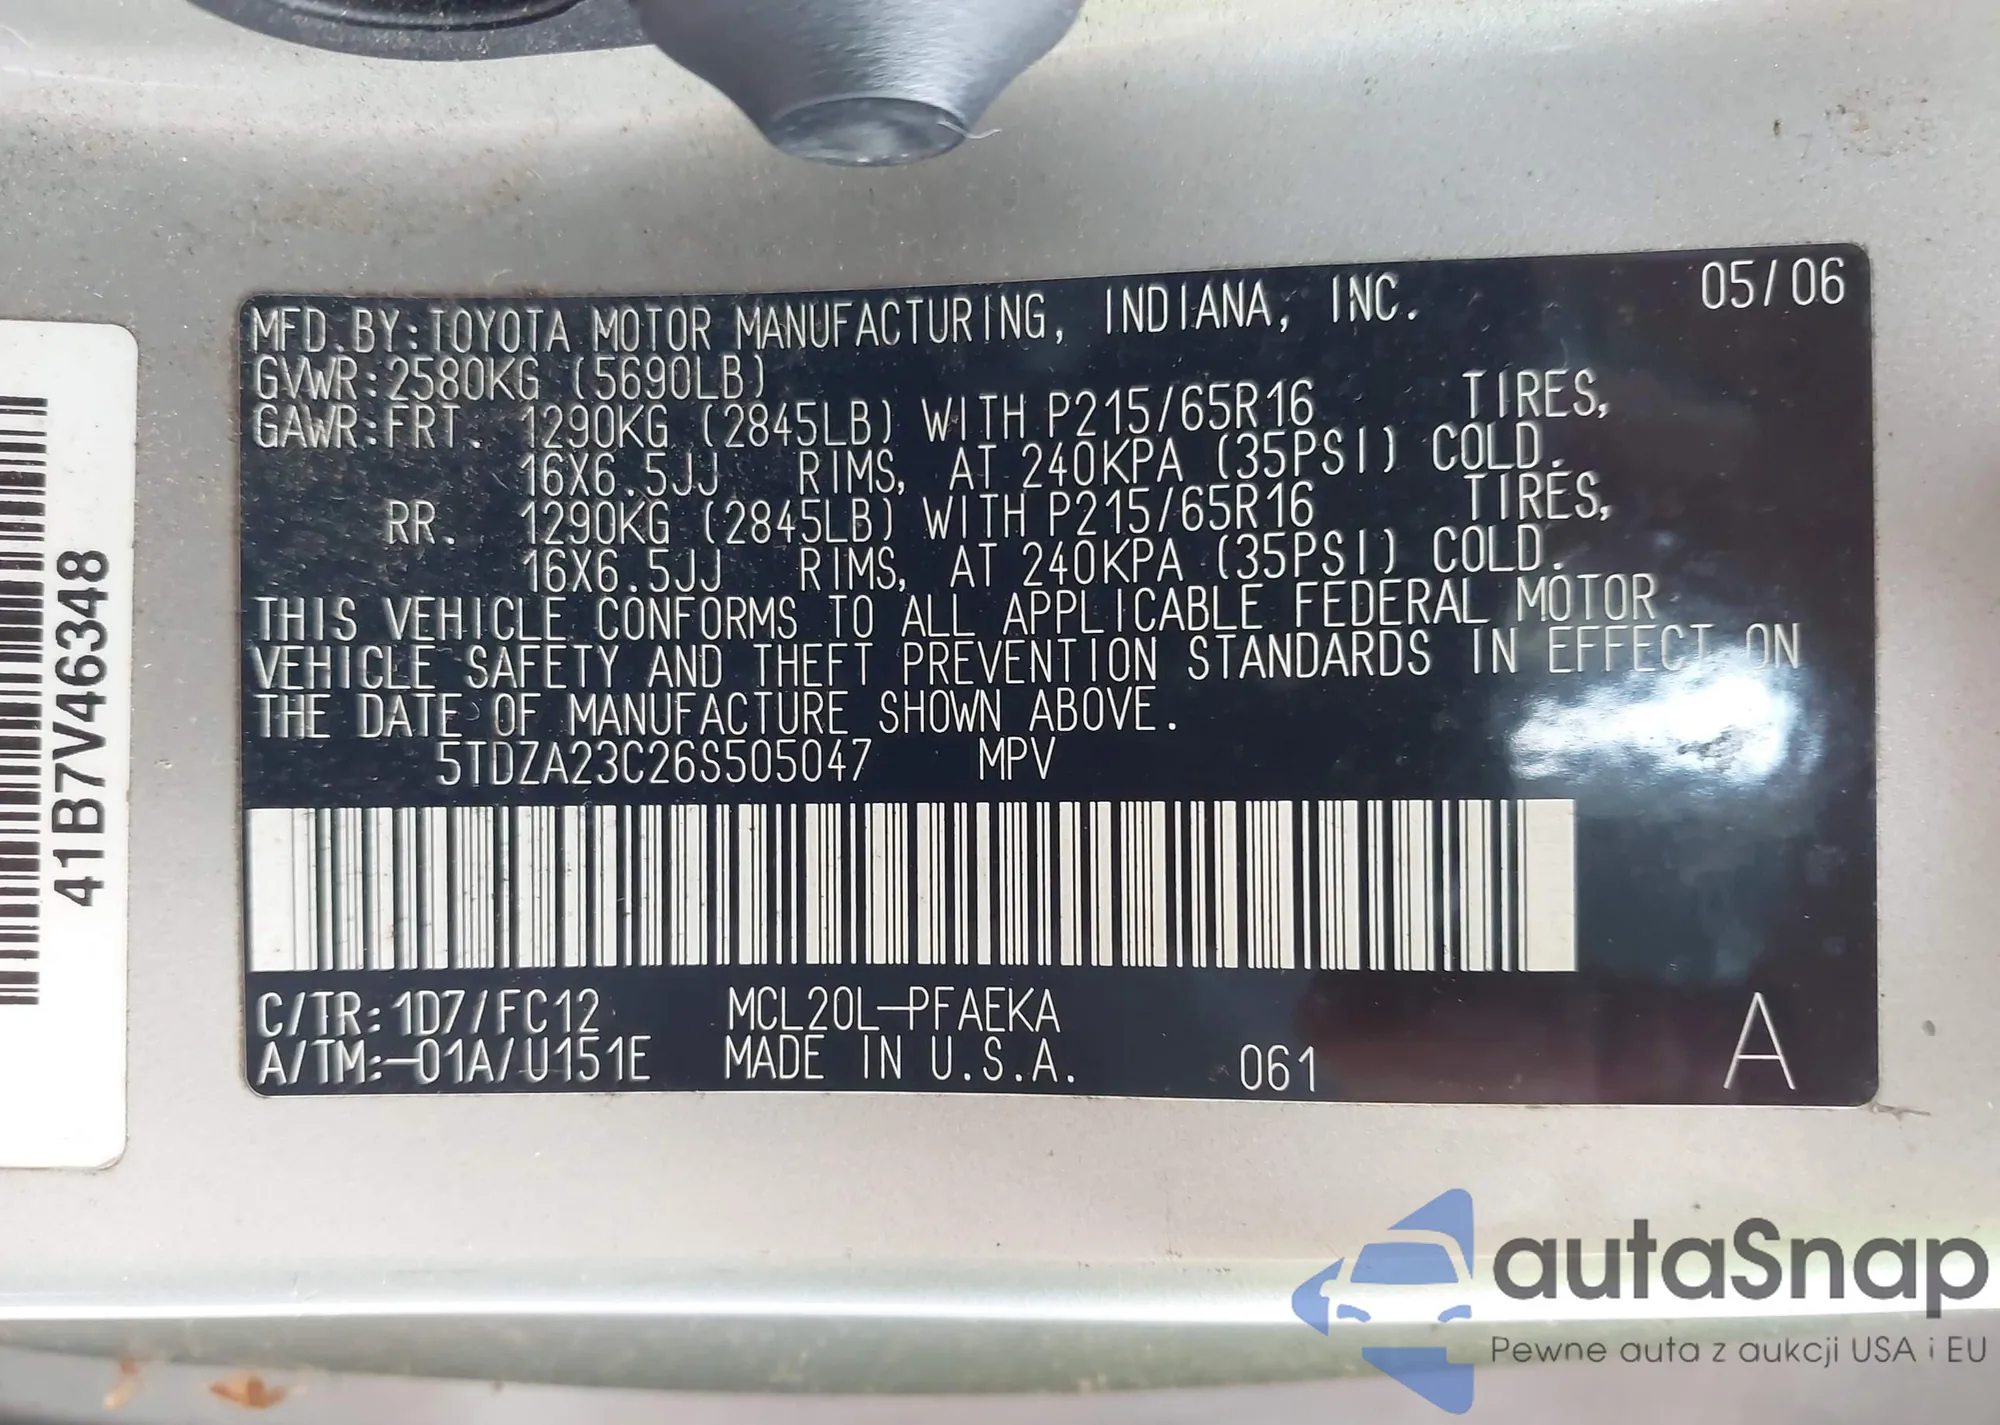 05/06
MFD.BY:TOYOTA MOTOR MANUFACTURING, INDIANA, INC.
GVWR:2580KG (5690LB)
GAWR:FRT. 1290KG (2845LB) WITH P215/65R16 TIRES,
16X6.5JJ RIMS, AT 240KPA (35PSI) COLD.
RR. 1290KG (2845LB) WITH P215/65R16 TIRES,
16X6.5JJ RIMS, AT 240KPA (35PSI) COLD.
THIS VEHICLE CONFORMS TO ALL APPLICABLE FEDERAL MOTOR
VEHICLE SAFETY AND THEFT PREVENTION STANDARDS IN EFFECT ON
THE DATE OF MANUFACTURE SHOWN ABOVE.
5TDZA23C26S505047 MPV
C/TR:1D7/FC12 MCL20L-PFAEKA
A/TM:-01A/U151E MADE IN U.S.A. 061 A
41B7V46348
autaSnap
Pewne auta z aukcji USA i EU